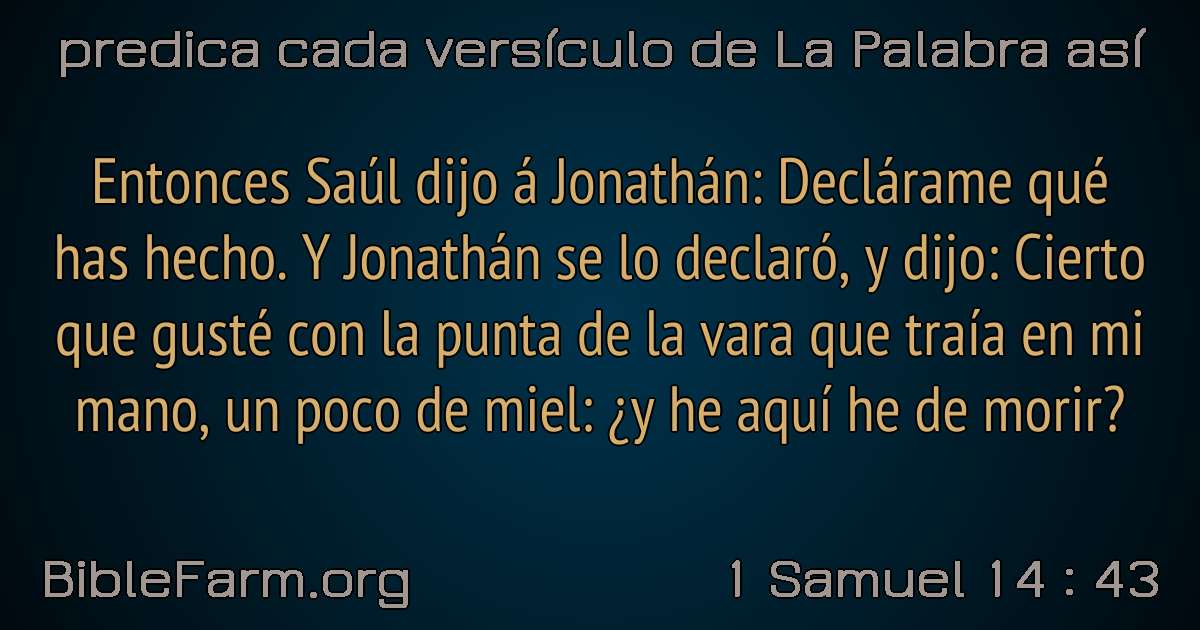 predica cada versículo de La Palabra así
Entonces Saúl dijo á Jonathán: Declárame qué
has hecho. Y Jonathán se lo declaró, y dijo: Cierto
que gusté con la punta de la vara que traía en mi
mano, un poco de miel: ¿y he aquí he de morir?
BibleFarm.org
1 Samuel 14 : 43